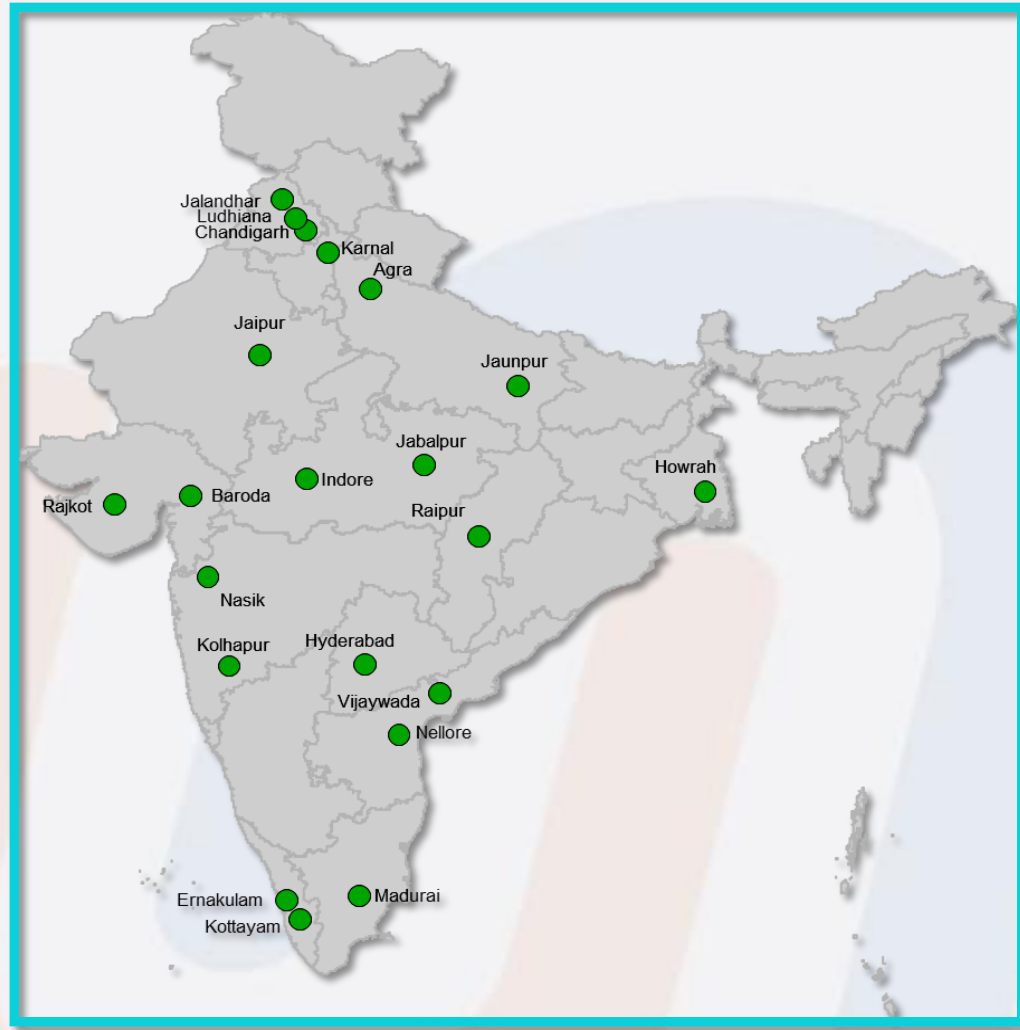 Jalandhar
Ludhiana
Chandigarh
Karnal
Agra
Jaipur
Jaunpur
Jabalpur
Howrah
Indore
Baroda
Rajkot
Raipur
Nasik
Kolhapur
Hyderabad
Vijaywada
Nellore
Ernakulam
Madurai
Kottayam